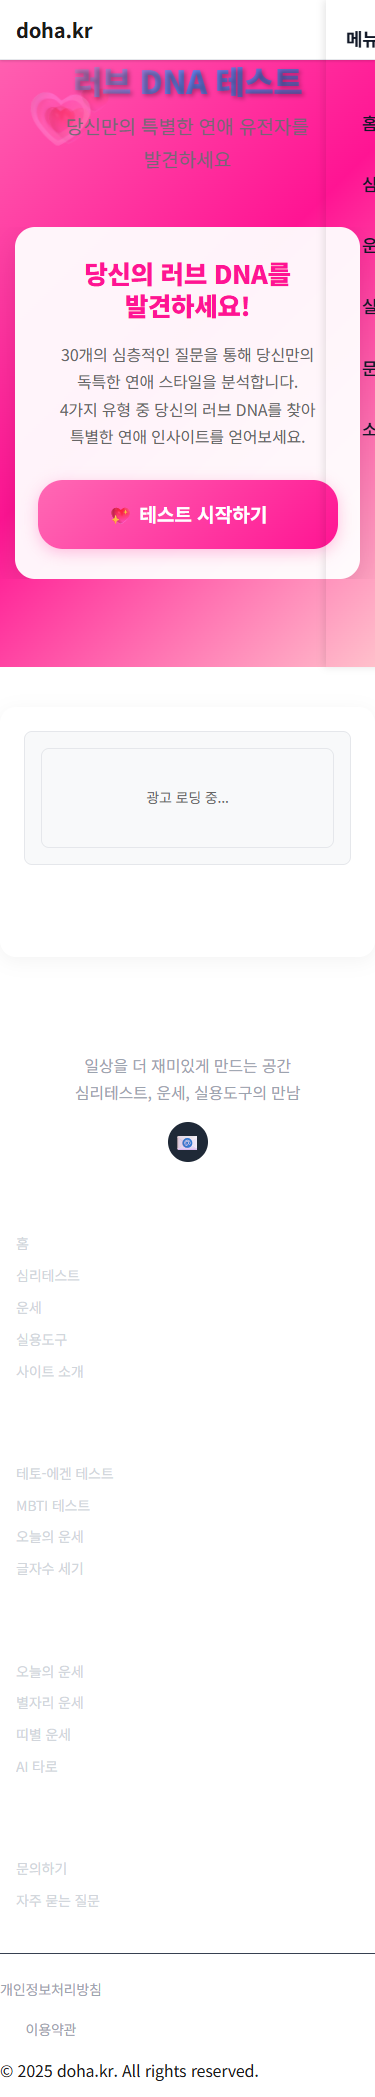 doha.kr
메뉴
러브 DNA 테스트
당신만의 특별한 연애 유전자를
발견하세요
홈
심
운
실
문
소
당신의 러브 DNA를
발견하세요!
30개의 심층적인 질문을 통해 당신만의
독특한 연애 스타일을 분석합니다.
4가지 유형 중 당신의 러브 DNA를 찾아
특별한 연애 인사이트를 얻어보세요.
💖 테스트 시작하기
광고 로딩 중...
일상을 더 재미있게 만드는 공간
심리테스트, 운세, 실용도구의 만남
홈
심리테스트
운세
실용도구
사이트 소개
테토-에겐 테스트
MBTI 테스트
오늘의 운세
글자수 세기
오늘의 운세
별자리 운세
띠별 운세
AI 타로
문의하기
자주 묻는 질문
개인정보처리방침
이용약관
© 2025 doha.kr. All rights reserved.